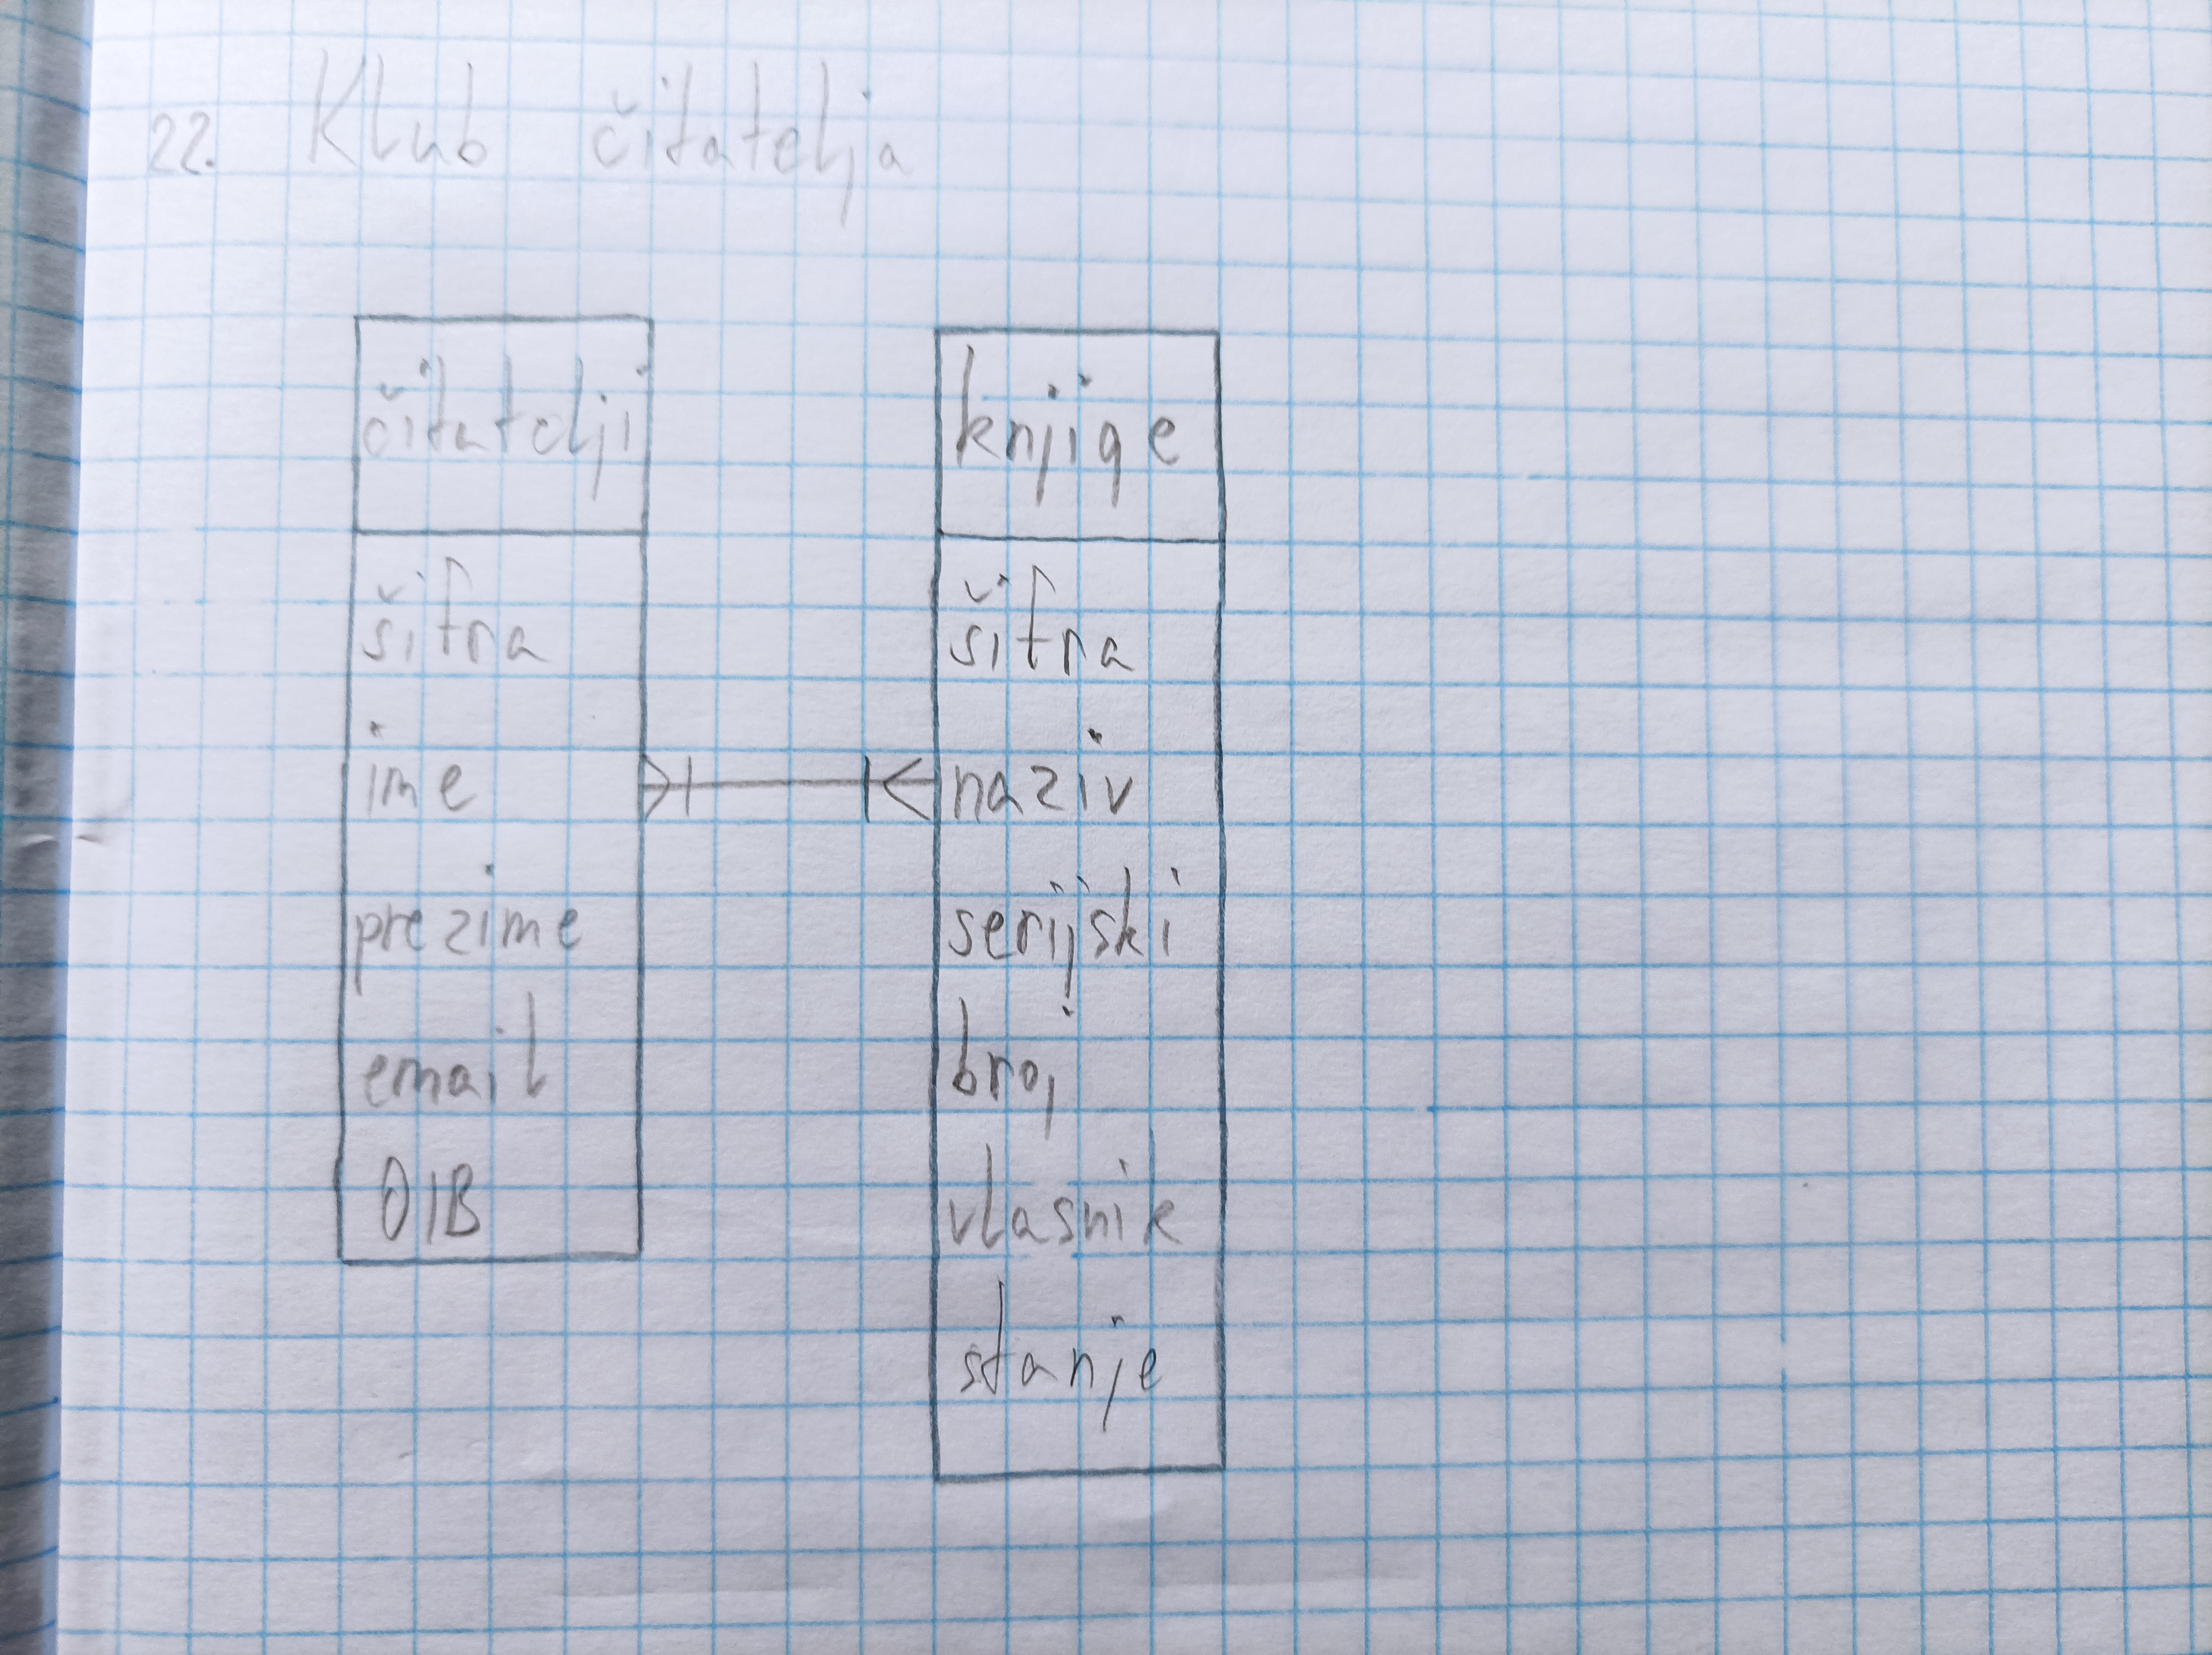 22. Klub čitatelja
čitatelji
šifra
ime
prezime
email
OIB
knjige
šifra
naziv
serijski
broj
vlasnik
stanje